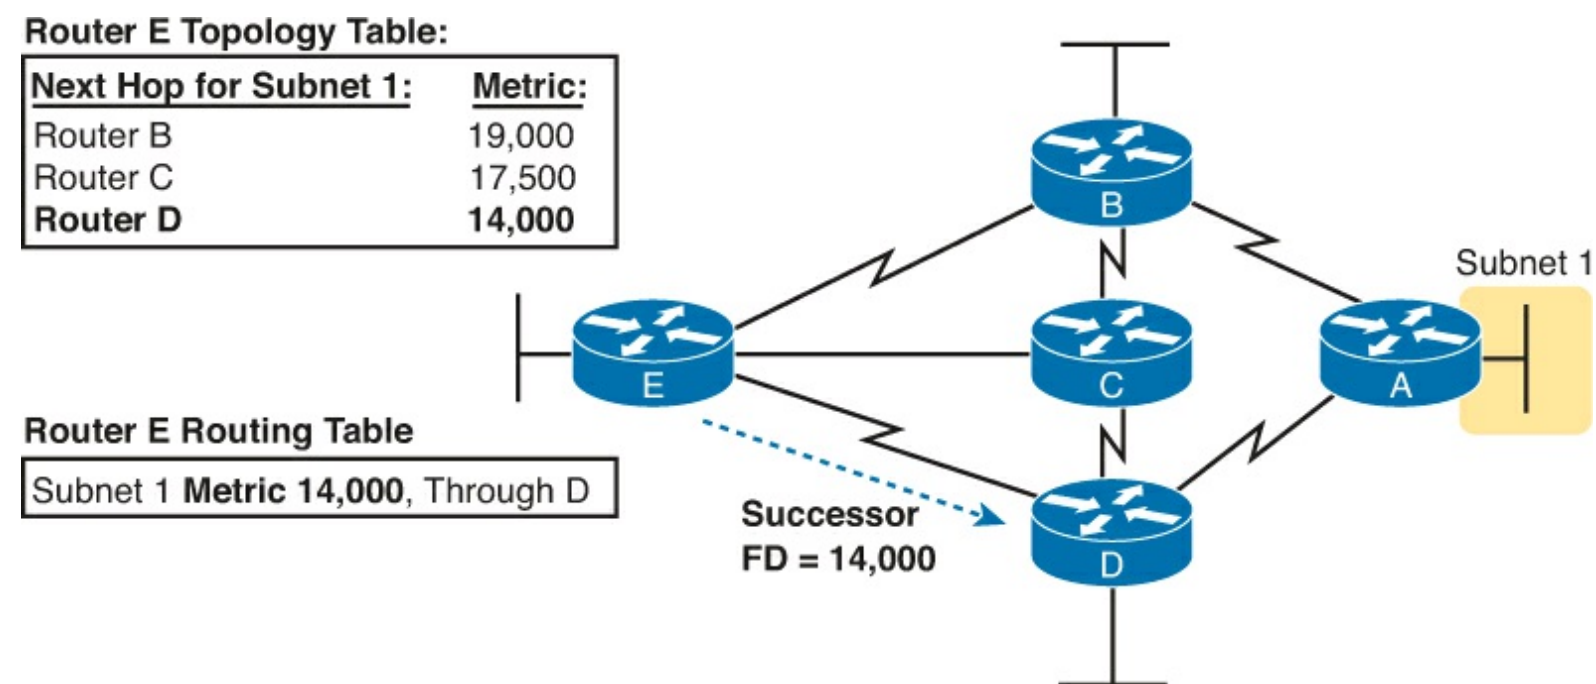 Router E Topology Table:
Next Hop for Subnet 1: Metric:
Router B 19,000
Router C 17,500
Router D 14,000
B
Subnet 1
E
C
A
Router E Routing Table
Subnet 1 Metric 14,000, Through D
Successor
FD = 14,000
D